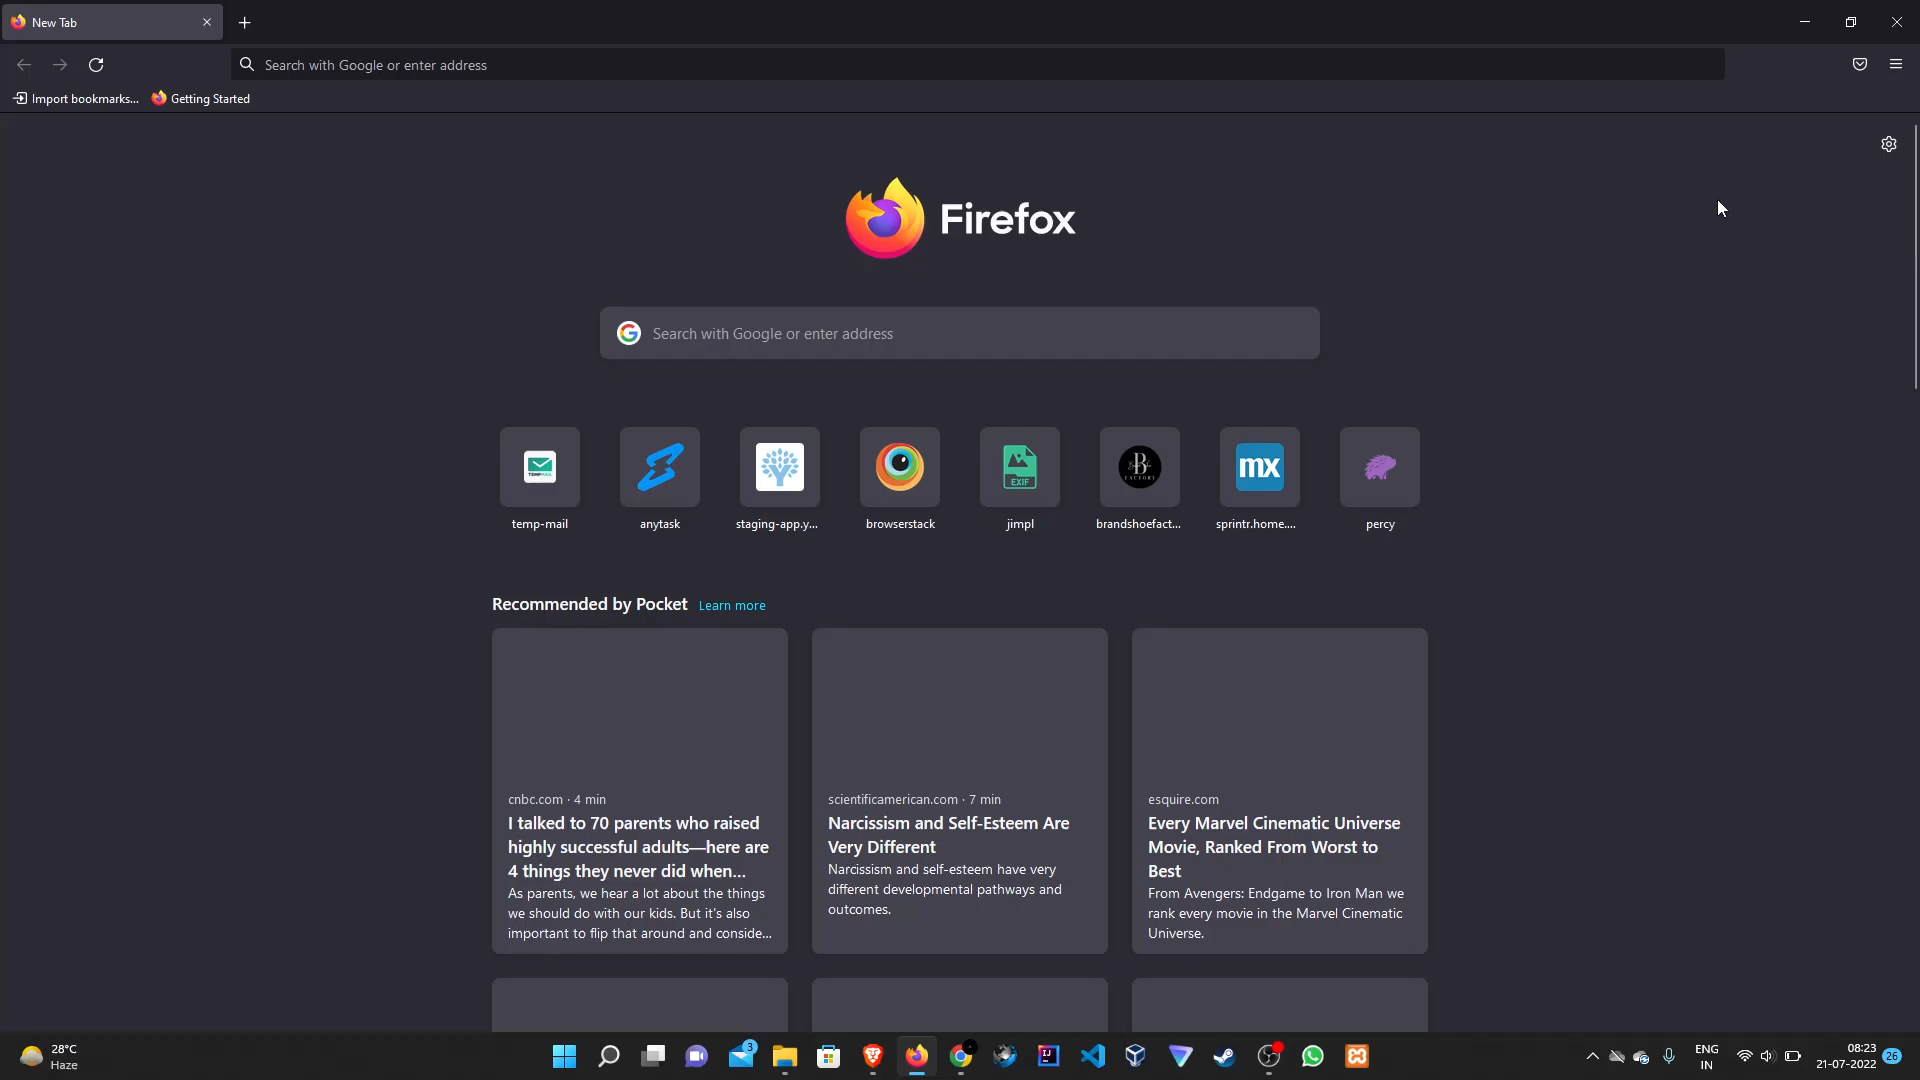 New Tab
Search with Google or enter address
Import bookmarks...
Getting Started
Firefox
Search with Google or enter address
TEMPMAIL
EXIF
B
FACTORY
mx
temp-mail
anytask
staging-app.y...
browserstack
jimpl
brandshoefact...
sprintr.home....
percy
Recommended by Pocket Learn more
cnbc.com · 4 min
I talked to 70 parents who raised
highly successful adults—here are
4 things they never did when...
As parents, we hear a lot about the things
we should do with our kids. But it's also
important to flip that around and conside...
scientificamerican.com · 7 min
Narcissism and Self-Esteem Are
Very Different
Narcissism and self-esteem have very
different developmental pathways and
outcomes.
esquire.com
Every Marvel Cinematic Universe
Movie, Ranked From Worst to
Best
From Avengers: Endgame to Iron Man we
rank every movie in the Marvel Cinematic
Universe.
28°C
Haze
3
IJ
ENG
IN
08:23
21-07-2022
26